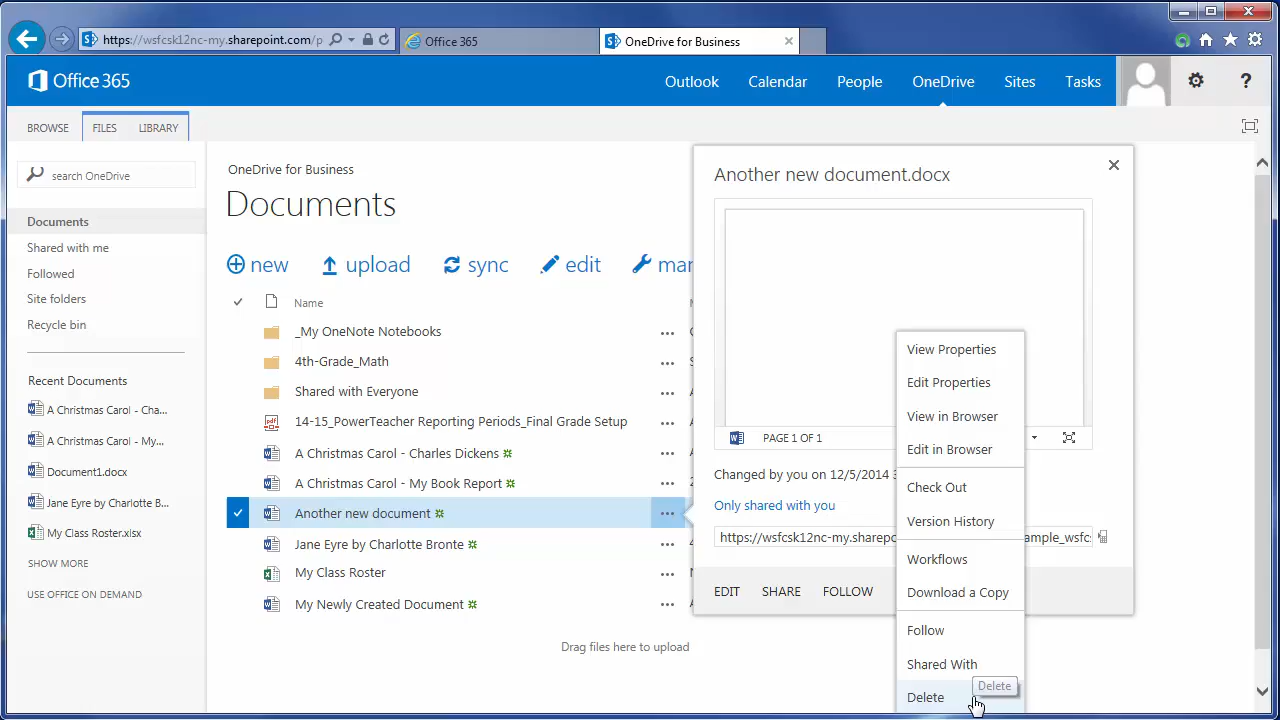 https://wsfcsk12nc-my.sharepoint.com/p
Office 365
OneDrive for Business
Office 365
Outlook
Calendar
People
OneDrive
Sites
Tasks
?
BROWSE
FILES
LIBRARY
search OneDrive
Documents
Shared with me
Followed
Site folders
Recycle bin
Recent Documents
A Christmas Carol - Cha...
A Christmas Carol - My...
Document1.docx
Jane Eyre by Charlotte B...
My Class Roster.xlsx
SHOW MORE
USE OFFICE ON DEMAND
OneDrive for Business
Documents
new
upload
sync
edit
Name
_My OneNote Notebooks
4th-Grade_Math
Shared with Everyone
14-15_PowerTeacher Reporting Periods_Final Grade Setup
A Christmas Carol - Charles Dickens
A Christmas Carol - My Book Report
Another new document
Jane Eyre by Charlotte Bronte
My Class Roster
My Newly Created Document
Drag files here to upload
Another new document.docx
PAGE 1 OF 1
Changed by you on 12/5/2014
Only shared with you
https://wsfcsk12nc-my.sharepo
ample_wsfcs
EDIT
SHARE
FOLLOW
View Properties
Edit Properties
View in Browser
Edit in Browser
Check Out
Version History
Workflows
Download a Copy
Follow
Shared With
Delete
Delete